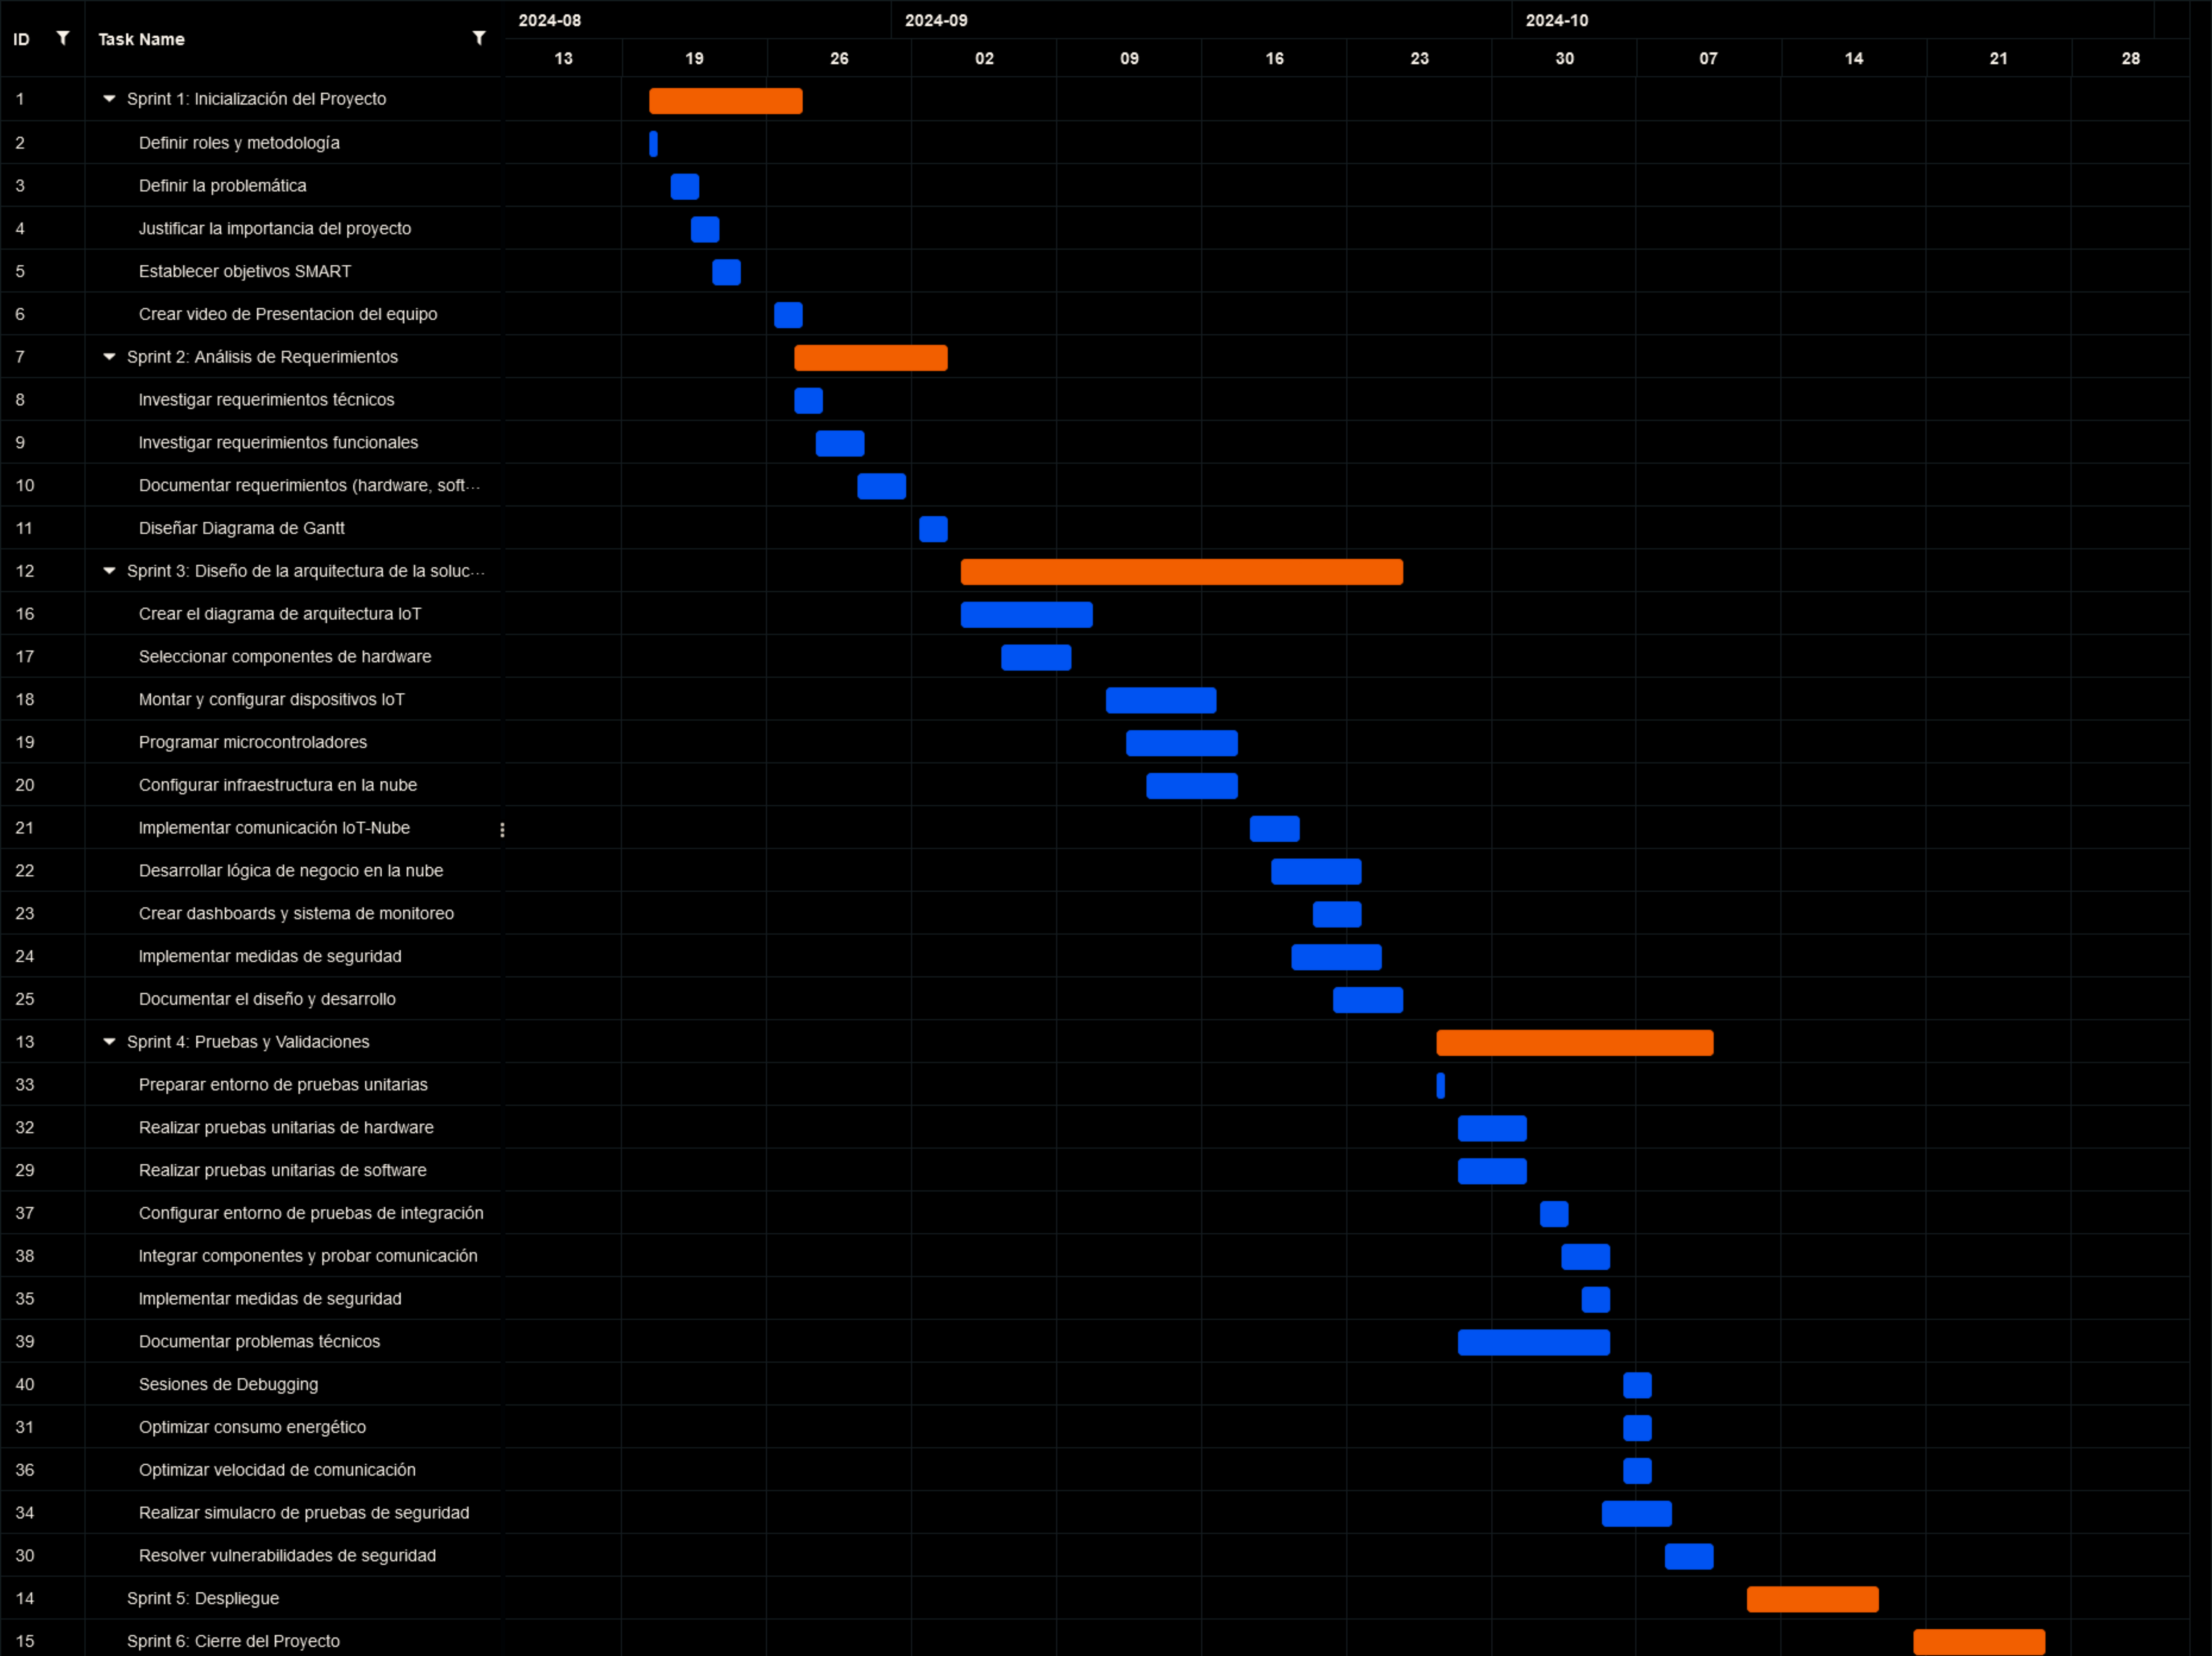 2024-08 2024-09 2024-10
ID Task Name
13 19 26 02 09 16 23 30 07 14 21 28
1 Sprint 1: Inicialización del Proyecto
2 Definir roles y metodología
3 Definir la problemática
4 Justificar la importancia del proyecto
5 Establecer objetivos SMART
6 Crear video de Presentacion del equipo
7 Sprint 2: Análisis de Requerimientos
8 Investigar requerimientos técnicos
9 Investigar requerimientos funcionales
10 Documentar requerimientos (hardware, soft...
11 Diseñar Diagrama de Gantt
12 Sprint 3: Diseño de la arquitectura de la soluc...
16 Crear el diagrama de arquitectura IoT
17 Seleccionar componentes de hardware
18 Montar y configurar dispositivos IoT
19 Programar microcontroladores
20 Configurar infraestructura en la nube
21 Implementar comunicación IoT-Nube
22 Desarrollar lógica de negocio en la nube
23 Crear dashboards y sistema de monitoreo
24 Implementar medidas de seguridad
25 Documentar el diseño y desarrollo
13 Sprint 4: Pruebas y Validaciones
33 Preparar entorno de pruebas unitarias
32 Realizar pruebas unitarias de hardware
29 Realizar pruebas unitarias de software
37 Configurar entorno de pruebas de integración
38 Integrar componentes y probar comunicación
35 Implementar medidas de seguridad
39 Documentar problemas técnicos
40 Sesiones de Debugging
31 Optimizar consumo energético
36 Optimizar velocidad de comunicación
34 Realizar simulacro de pruebas de seguridad
30 Resolver vulnerabilidades de seguridad
14 Sprint 5: Despliegue
15 Sprint 6: Cierre del Proyecto